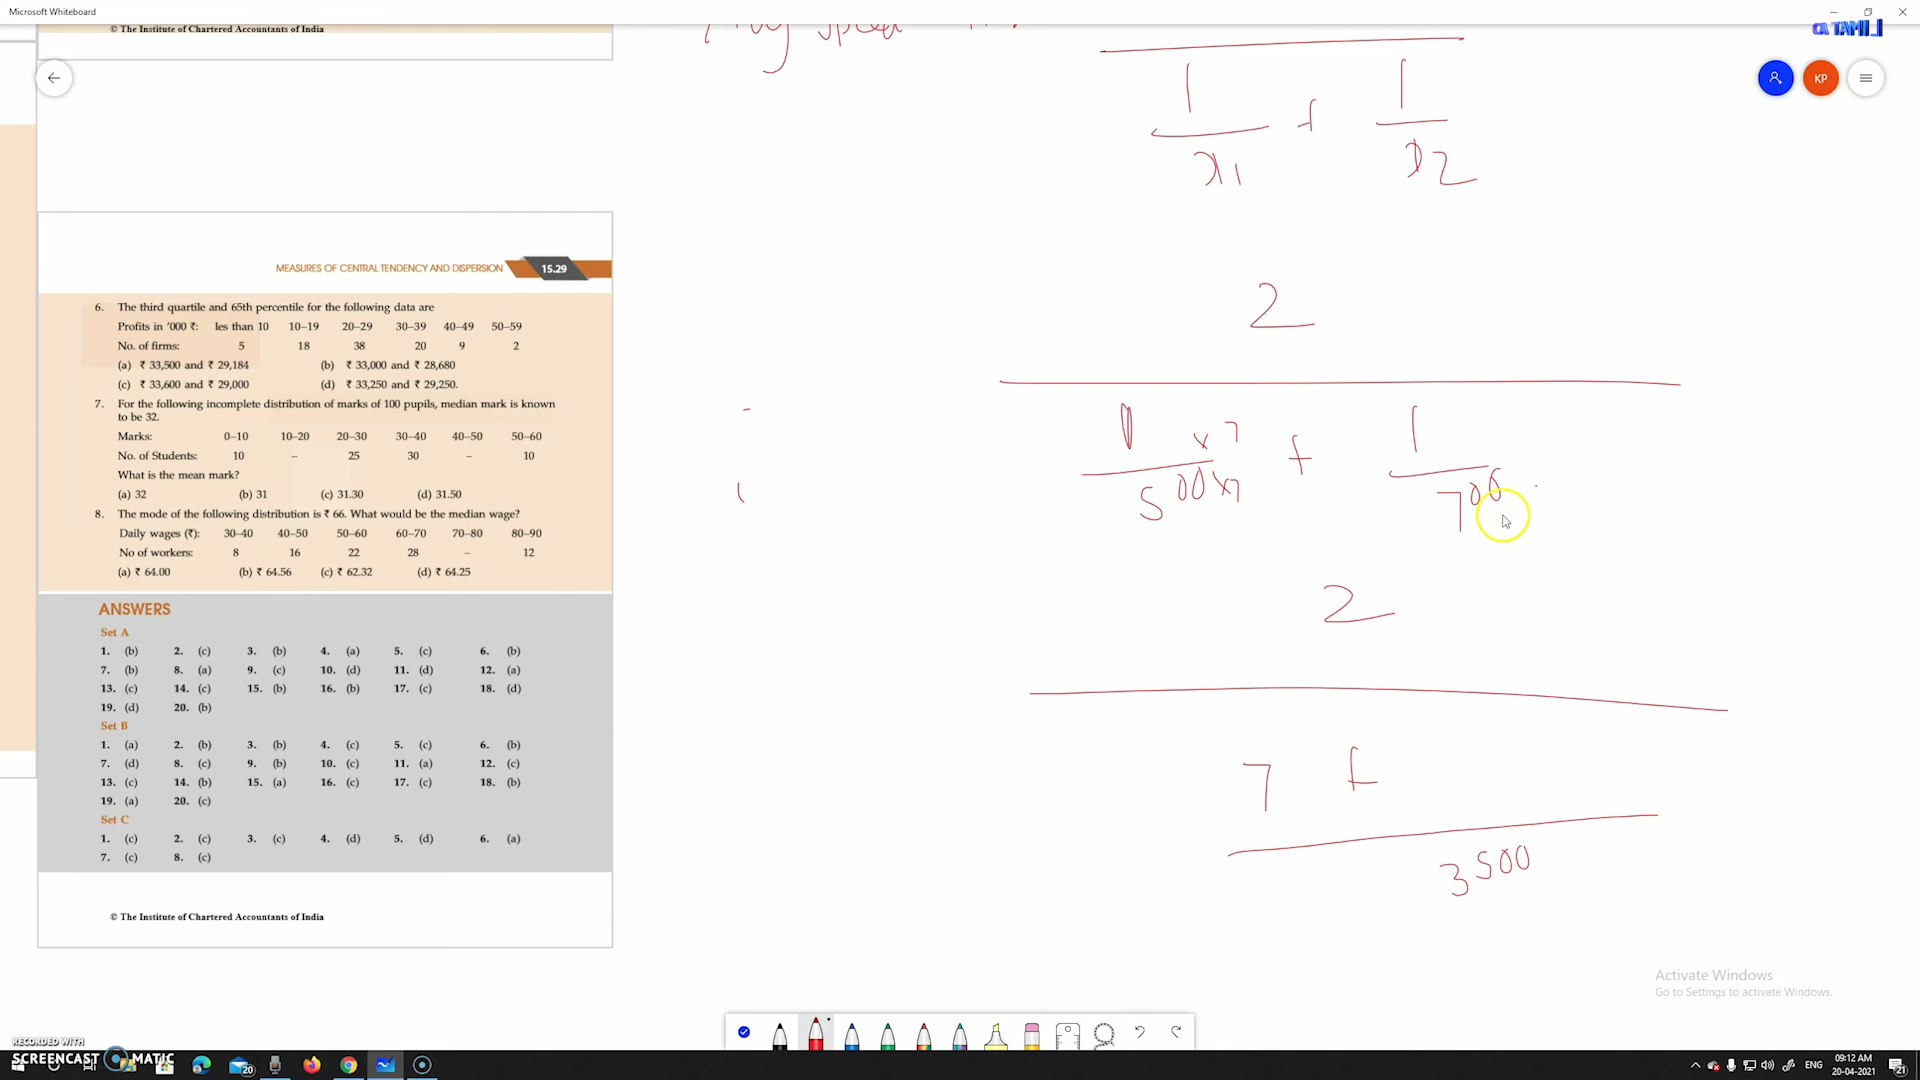 Microsoft Whiteboard
© The Institute of Chartered Accountants of India
Avg speed
CA TAMIL
KP
1 + 1
x1 x2
MEASURES OF CENTRAL TENDENCY AND DISPERSION 15.29
6. The third quartile and 65th percentile for the following data are
Profits in '000 ₹: less than 10 10–19 20–29 30–39 40–49 50–59
No. of firms: 5 18 38 20 9 2
(a) ₹ 33,500 and ₹ 29,184 (b) ₹ 33,000 and ₹ 28,680
(c) ₹ 33,600 and ₹ 29,000 (d) ₹ 33,250 and ₹ 29,250.
7. For the following incomplete distribution of marks of 100 pupils, median mark is known
to be 32.
Marks: 0–10 10–20 20–30 30–40 40–50 50–60
No. of Students: 10 – 25 30 – 10
What is the mean mark?
(a) 32 (b) 31 (c) 31.30 (d) 31.50
8. The mode of the following distribution is ₹ 66. What would be the median wage?
Daily wages (₹): 30–40 40–50 50–60 60–70 70–80 80–90
No of workers: 8 16 22 28 – 12
(a) ₹ 64.00 (b) ₹ 64.56 (c) ₹ 62.32 (d) ₹ 64.25
ANSWERS
Set A
1. (b) 2. (c) 3. (b) 4. (a) 5. (c) 6. (b)
7. (b) 8. (a) 9. (c) 10. (d) 11. (d) 12. (a)
13. (c) 14. (c) 15. (b) 16. (b) 17. (c) 18. (d)
19. (d) 20. (b)
Set B
1. (a) 2. (b) 3. (b) 4. (c) 5. (c) 6. (b)
7. (d) 8. (c) 9. (b) 10. (c) 11. (a) 12. (c)
13. (c) 14. (b) 15. (a) 16. (c) 17. (c) 18. (b)
19. (a) 20. (c)
Set C
1. (c) 2. (c) 3. (c) 4. (d) 5. (d) 6. (a)
7. (c) 8. (c)
© The Institute of Chartered Accountants of India
2
1 x 7 + 1
500 x7 700
2
7 +
3500
Activate Windows
Go to Settings to activate Windows.
RECORDED WITH
SCREENCAST MATIC
20
ENG
09:12 AM
20-04-2021
21